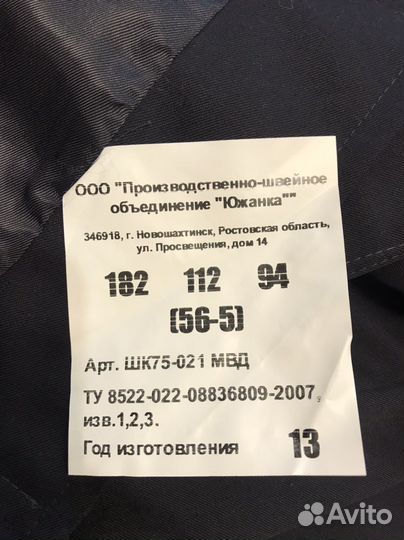 ООО "Производственно-швейное
объединение "Южанка""
346918, г. Новошахтинск, Ростовская область,
ул. Просвещения, дом 14
182 112 94
(56-5)
Арт. ШК75-021 МВД
ТУ 8522-022-08836809-2007,
изв.1,2,3.
Год изготовления 13
Avito